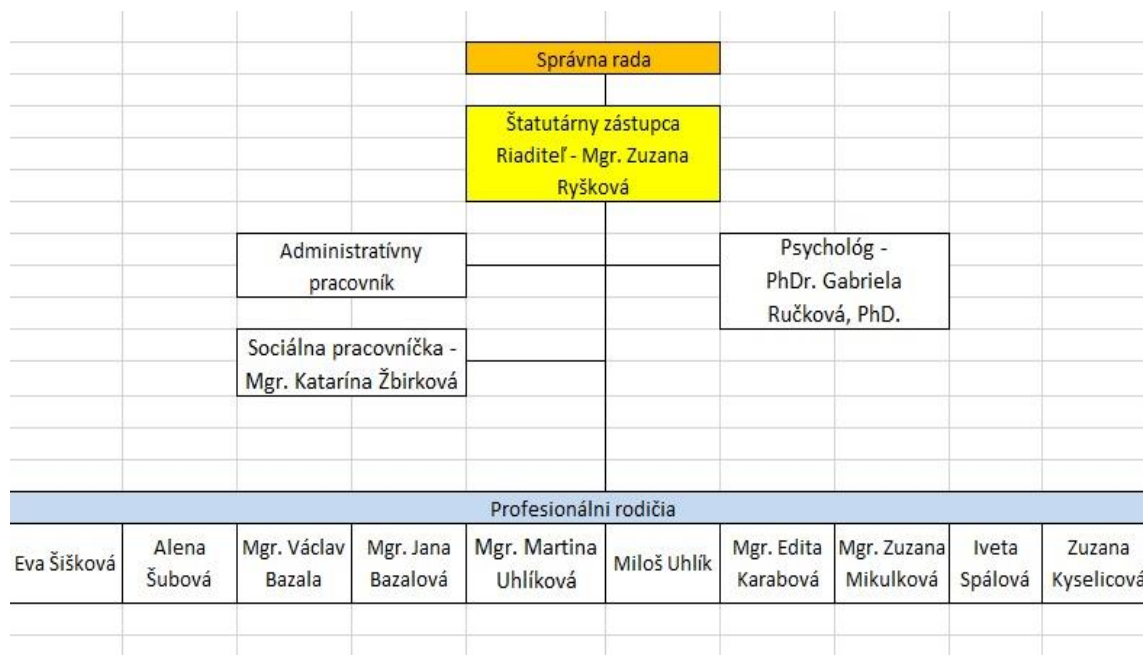 Správna rada
Štatutárny zástupca
Riaditeľ - Mgr. Zuzana
Ryšková
Administratívny
pracovník
Psychológ -
PhDr. Gabriela
Ručková, PhD.
Sociálna pracovníčka -
Mgr. Katarína Žbirková
Profesionálni rodičia
Eva Šišková
Alena
Šubová
Mgr. Václav
Bazala
Mgr. Jana
Bazalová
Mgr. Martina
Uhlíková
Miloš Uhlík
Mgr. Edita
Karabová
Mgr. Zuzana
Mikulková
Iveta
Spálová
Zuzana
Kyselicová